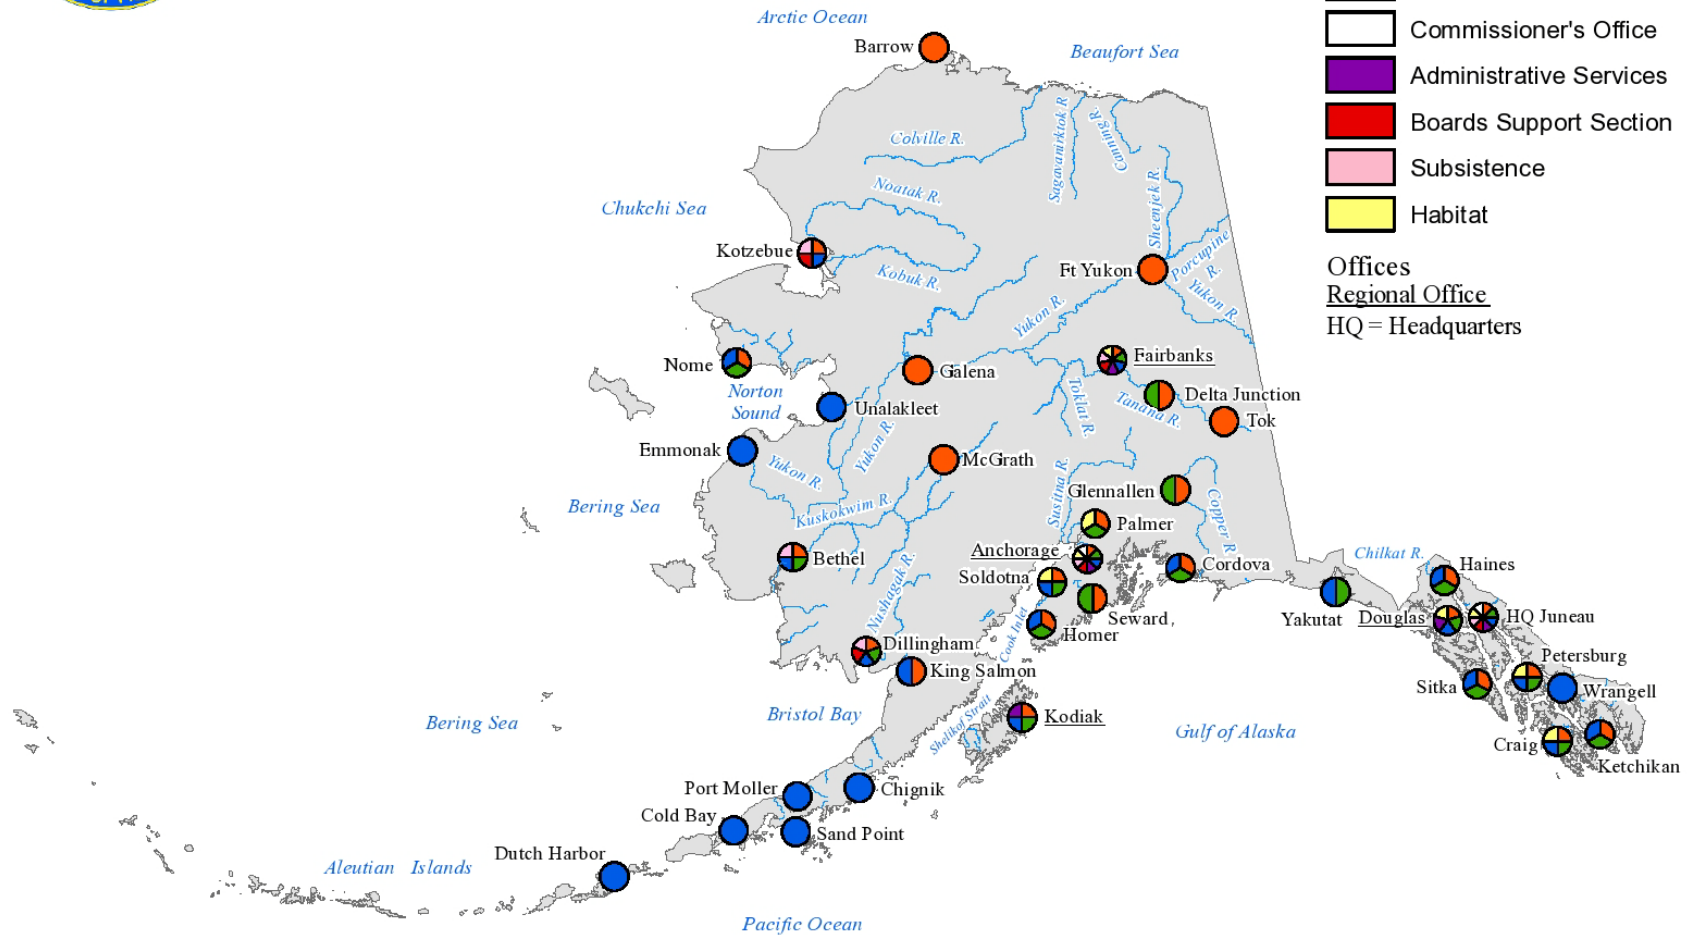 Arctic Ocean
Barrow
Beaufort Sea
Commissioner's Office
Administrative Services
Boards Support Section
Subsistence
Habitat
Offices
Regional Office
HQ = Headquarters
Colville R.
Sagavanirktok R
Canning R.
Noatak R.
Sheenjek R.
Chukchi Sea
Kotzebue
Kobuk R.
Ft Yukon
Porcupine
R.
Yukon R.
Yukon R.
Nome
Galena
Fairbanks
Norton
Sound
Unalakleet
Toklat R.
Delta Junction
Tanana R.
Tok
Emmonak
Yukon R.
Yukon R.
McGrath
Bering Sea
Kuskokwim R.
Susitna R.
Glennallen
Copper R
Palmer
Bethel
Anchorage
Soldotna
Cordova
Chilkat R.
Haines
Nushagak R.
Seward,
Yakutat
Douglas
HQ Juneau
Homer
Cook Inlet
Dillingham
King Salmon
Petersburg
Sitka
Wrangell
Bering Sea
Bristol Bay
Shelikof Strait
Kodiak
Gulf of Alaska
Craig
Ketchikan
Port Moller
Chignik
Cold Bay
Sand Point
Dutch Harbor
Aleutian Islands
Pacific Ocean